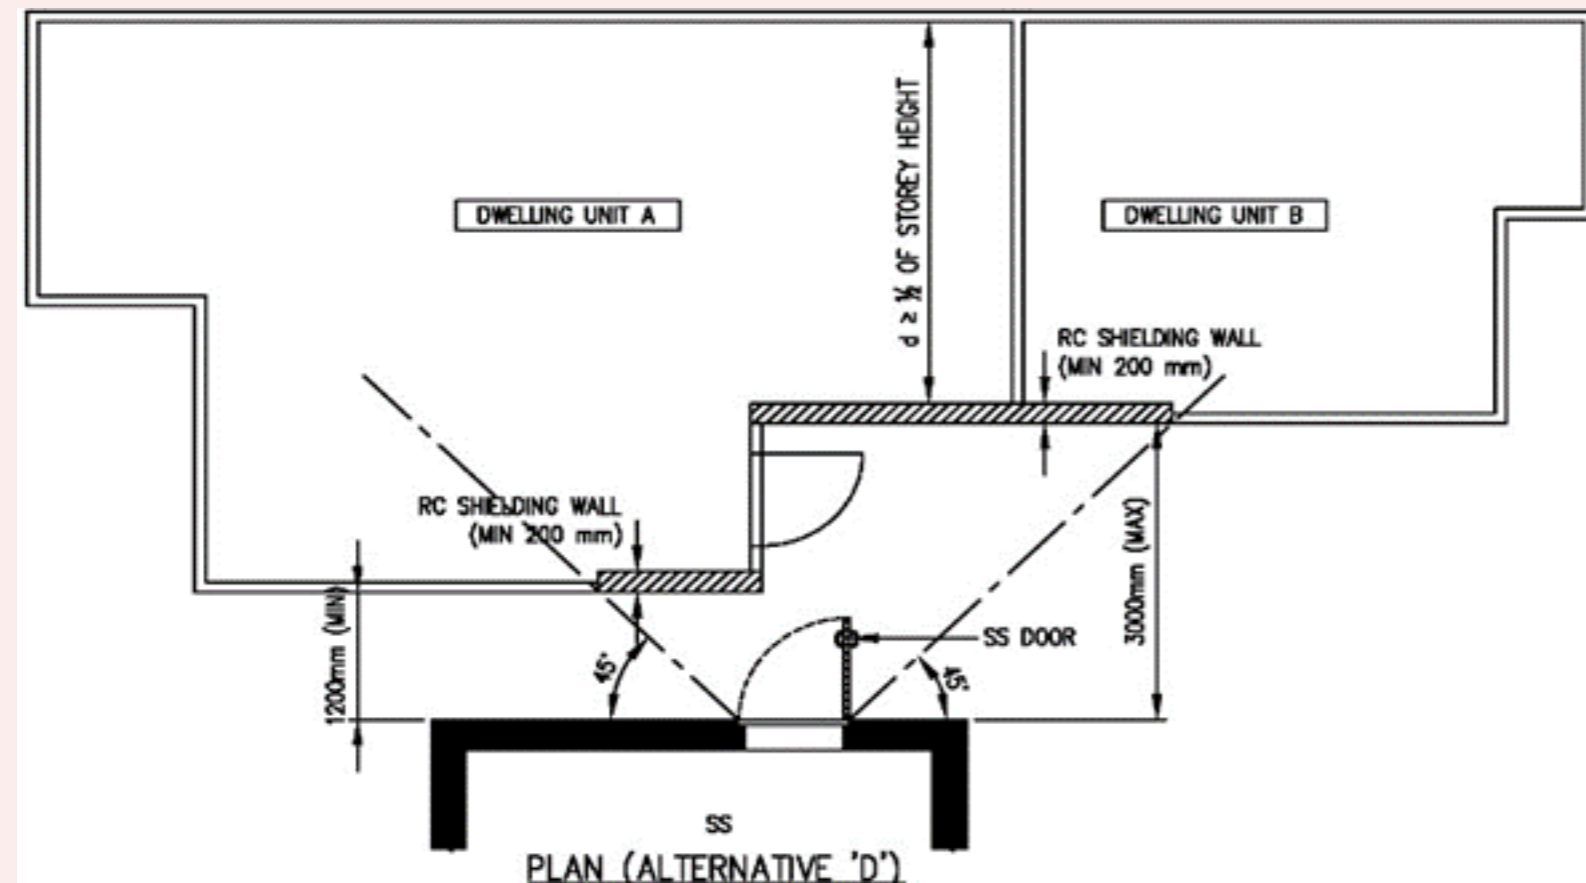 d ≥ ½ OF STOREY HEIGHT
DWELLING UNIT A
DWELLING UNIT B
RC SHIELDING WALL
(MIN 200 mm)
RC SHIELDING WALL
(MIN 200 mm)
1200mm (MIN)
45°
SS DOOR
45°
3000mm (MAX)
SS
PLAN (ALTERNATIVE 'D')